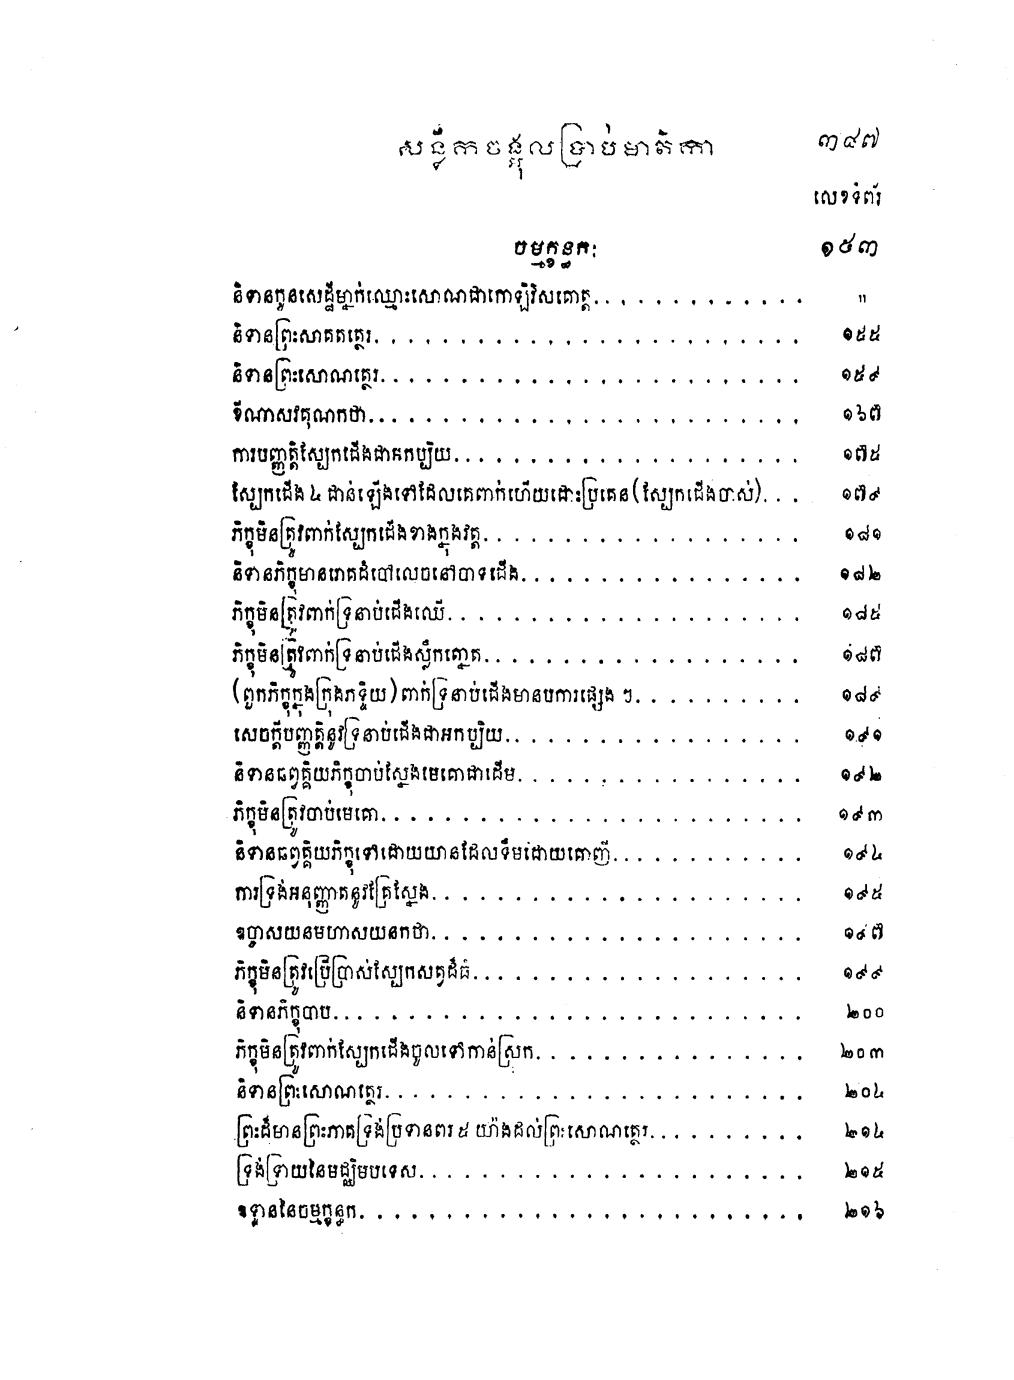 សន្លឹកចង្អុលប្រាប់មាតិកា ៣៤៧
លេខទំព័រ
ចម្មក្ខន្ធកៈ ១៥៣
និទានកូនសេដ្ឋីម្នាក់ឈ្មោះសោណជាកោឡិវិសគោត្ត. . . . . . . . . . "
និទានព្រះសាគតត្ថេរ. . . . . . . . . . ១៥៥
និទានព្រះសោណត្ថេរ. . . . . . . . . . ១៥៩
ខីណាសវគុណកថា. . . . . . . . . . ១៦៧
ការបញ្ញត្តិស្បែកជើងជាឯកប្បិយ. . . . . . . . . . ១៧៥
ស្បែកជើង ៤ ជាន់ឡើងទៅដែលគេពាក់ហើយដោះប្រគេន(ស្បែកជើងចាស់). . . ១៧៩
ភិក្ខុមិនត្រូវពាក់ស្បែកជើងខាងក្នុងវត្ត. . . . . . . . . . ១៨១
និទានភិក្ខុមានរោគដំបៅលេចនៅបាទជើង. . . . . . . . . . ១៨២
ភិក្ខុមិនត្រូវពាក់ទ្រនាប់ជើងឈើ. . . . . . . . . . ១៨៥
ភិក្ខុមិនត្រូវពាក់ទ្រនាប់ជើងស្លឹកត្នោត. . . . . . . . . . ១៨៧
(ពួកភិក្ខុក្នុងក្រុងភទ្ទិយ)ពាក់ទ្រនាប់ជើងមានបការផ្សេង ៗ. . . . . . . ១៨៩
សេចក្តីបញ្ញត្តិនូវទ្រនាប់ជើងជាអកប្បិយ. . . . . . . . . . ១៩១
និទានឆព្វគ្គិយភិក្ខុចាប់ស្នែងមេគោជាដើម. . . . . . . . . . ១៩២
ភិក្ខុមិនត្រូវចាប់មេគោ. . . . . . . . . . ១៩៣
និទានឆព្វគ្គិយភិក្ខុទៅដោយយានដែលទឹមដោយគោញី. . . . . . . . ១៩៤
ការទ្រង់អនុញ្ញាតនូវគ្រែស្នែង. . . . . . . . . . ១៩៥
ឧច្ចាសយនមហាសយនកថា. . . . . . . . . . ១៩៧
ភិក្ខុមិនត្រូវប្រើប្រាស់ស្បែកសត្វដ៏ធំ. . . . . . . . . . ១៩៩
និទានភិក្ខុបាប. . . . . . . . . . ២០០
ភិក្ខុមិនត្រូវពាក់ស្បែកជើងចូលទៅកាន់ស្រុក. . . . . . . . . . ២០៣
និទានព្រះសោណត្ថេរ. . . . . . . . . . ២០៤
ព្រះដ៏មានព្រះភាគទ្រង់ប្រទានពរ ៥ យ៉ាងដល់ព្រះសោណត្ថេរ. . . . . . . ២១៤
ទ្រង់ទ្រាយនៃមជ្ឈិមបទេស. . . . . . . . . . ២១៥
ឧទ្ទាននៃចម្មក្ខន្ធក. . . . . . . . . . ២១៦